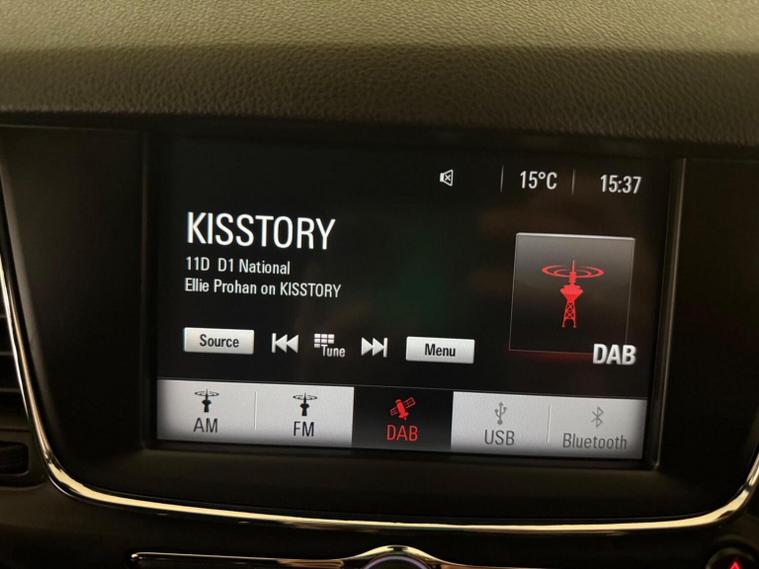 15°C 15:37
KISSTORY
11D D1 National
Ellie Prohan on KISSTORY
Source Tune Menu
DAB
AM FM DAB USB Bluetooth